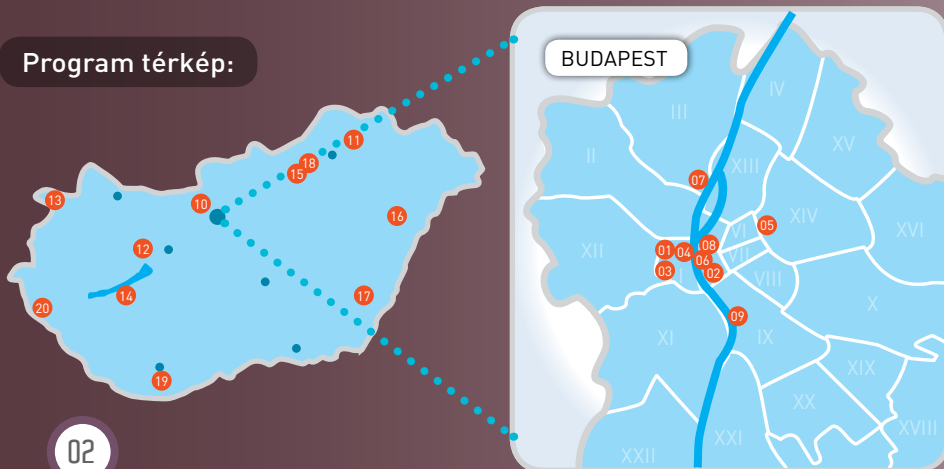 Program térkép:
BUDAPEST
11
18
15
13
10
16
12
14
17
20
19
02
IV
III
XV
II
XIII
07
XIV
05
XVI
VI
08
01
04
XII
VII
06
03
I
02
VIII
X
09
XI
IX
XIX
XX
XVIII
XXI
XXII